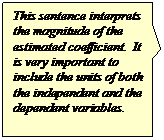 This sentence interprets
the magnitude of the
estimated coefficient. It
is very important to
include the units of both
the independent and the
dependent variables.